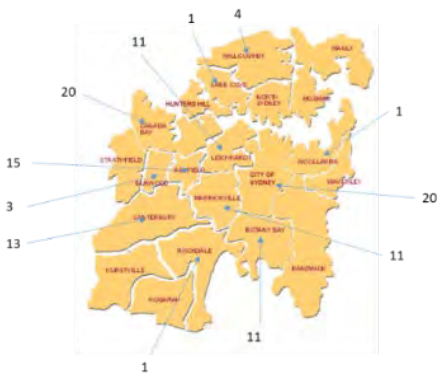 1
4
11
WILLOUGHBY
MANLY
LANE COVE
20
HUNTERS HILL
NORTH
SYDNEY
MOSMAN
1
CANADA
BAY
LEICHHARDT
STRATHFIELD
WOOLLAHRA
15
ASHFIELD
CITY OF
SYDNEY
WAVERLEY
BURWOOD
20
3
MARRICKVILLE
13
CANTERBURY
BOTANY BAY
ROCKDALE
11
HURSTVILLE
RANDWICK
KOGARAH
11
1